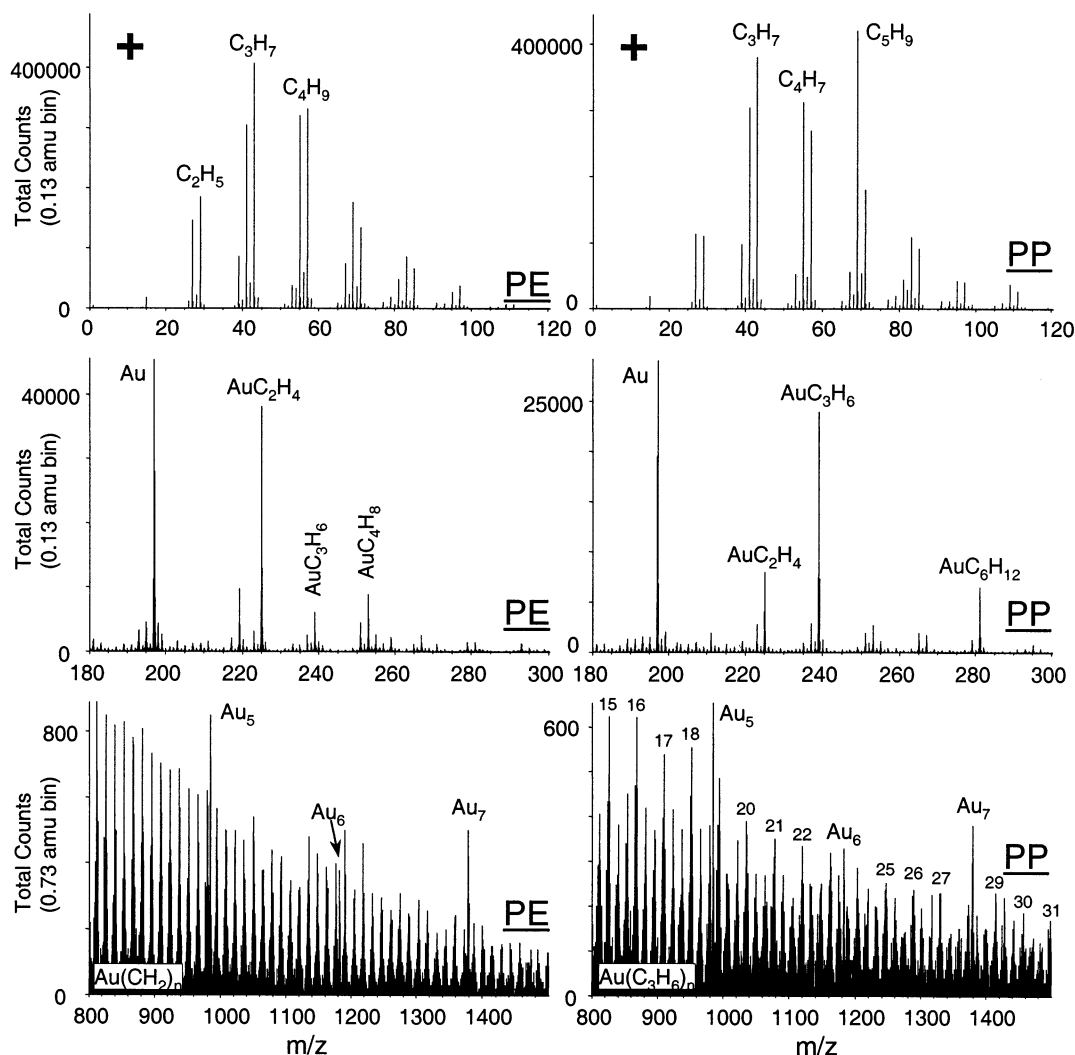 +
Total Counts
(0.13 amu bin)
400000
0
C₂H₅
C₃H₇
C₄H₉
PE
0 20 40 60 80 100 120
+
400000
0
C₃H₇
C₄H₇
C₅H₉
PP
0 20 40 60 80 100 120
Total Counts
(0.13 amu bin)
40000
0
Au
AuC₂H₄
AuC₃H₆
AuC₄H₈
PE
180 200 220 240 260 280 300
25000
0
Au
AuC₂H₄
AuC₃H₆
AuC₆H₁₂
PP
180 200 220 240 260 280 300
Total Counts
(0.73 amu bin)
800
0
Au₅
Au₆
Au₇
PE
Au(CH₂)ₙ
800 900 1000 1100 1200 1300 1400
m/z
600
0
15 16 17 18
Au₅
20 21 22
Au₆
25 26 27
Au₇
29 30 31
PP
Au(C₃H₆)ₙ
800 900 1000 1100 1200 1300 1400
m/z